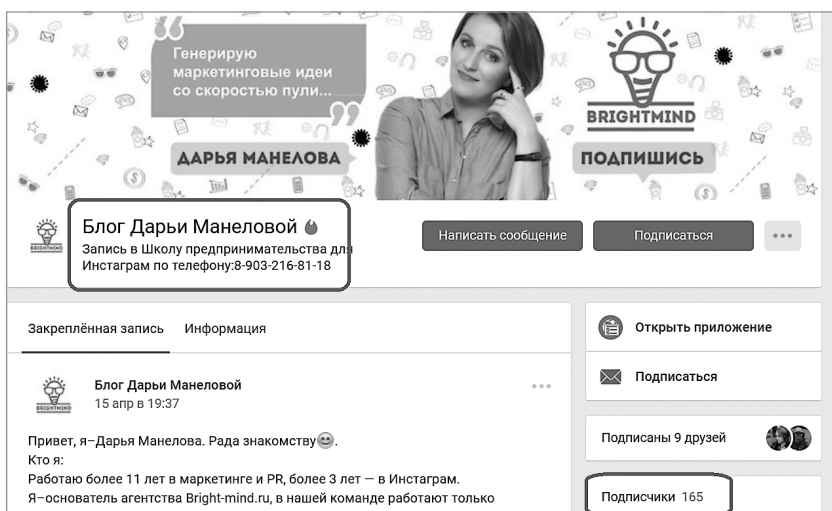 Генерирую
маркетинговые идеи
со скоростью пули...
ДАРЬЯ МАНЕЛОВА
BRIGHTMIND
ПОДПИШИСЬ
BRIGHTMIND
Блог Дарьи Манеловой
Запись в Школу предпринимательства для
Инстаграм по телефону:8-903-216-81-18
Написать сообщение
Подписаться
Закреплённая запись Информация
BRIGHTMIND
Блог Дарьи Манеловой
15 апр в 19:37
Привет, я–Дарья Манелова. Рада знакомству😊.
Кто я:
Работаю более 11 лет в маркетинге и PR, более 3 лет — в Инстаграм.
Я–основатель агентства Bright-mind.ru, в нашей команде работают только
Открыть приложение
Подписаться
Подписаны 9 друзей
Подписчики 165